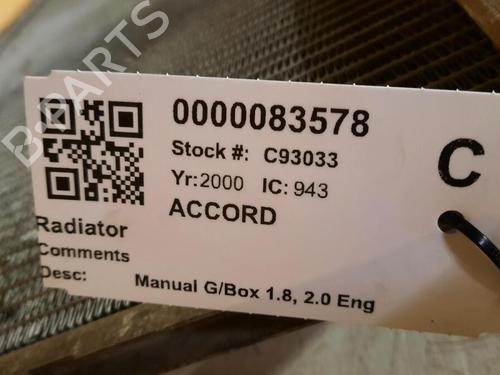 B-PARTS
0000083578
Stock #: C93033
Yr:2000 IC: 943
ACCORD
C
Radiator
Comments
Desc: Manual G/Box 1.8, 2.0 Eng